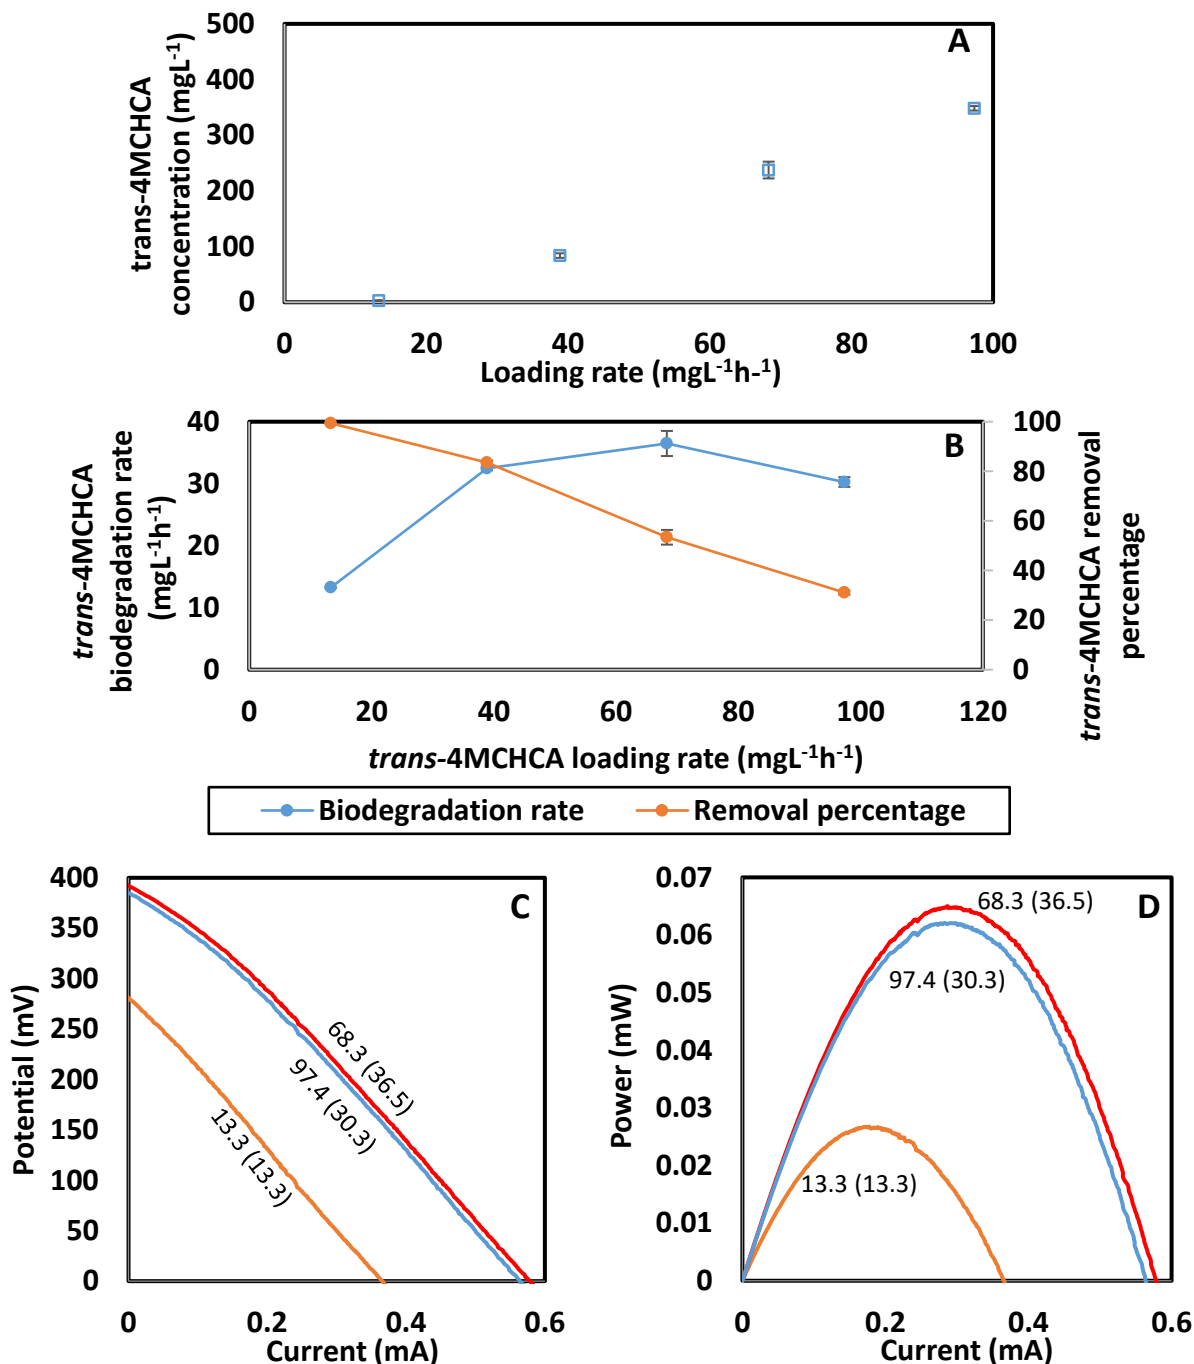 trans-4MCHCA
concentration (mgL⁻¹)
500
400
300
200
100
0
A
0 20 40 60 80 100
Loading rate (mgL⁻¹h-¹)
trans-4MCHCA
biodegradation rate
(mgL⁻¹h⁻¹)
40
30
20
10
0
B
100
80
60
40
20
0
trans-4MCHCA removal
percentage
0 20 40 60 80 100 120
trans-4MCHCA loading rate (mgL⁻¹h⁻¹)
Biodegradation rate Removal percentage
Potential (mV)
400
350
300
250
200
150
100
50
0
C
68.3 (36.5)
97.4 (30.3)
13.3 (13.3)
0 0.2 0.4 0.6
Current (mA)
Power (mW)
0.07
0.06
0.05
0.04
0.03
0.02
0.01
0
68.3 (36.5) D
97.4 (30.3)
13.3 (13.3)
0 0.2 0.4 0.6
Current (mA)